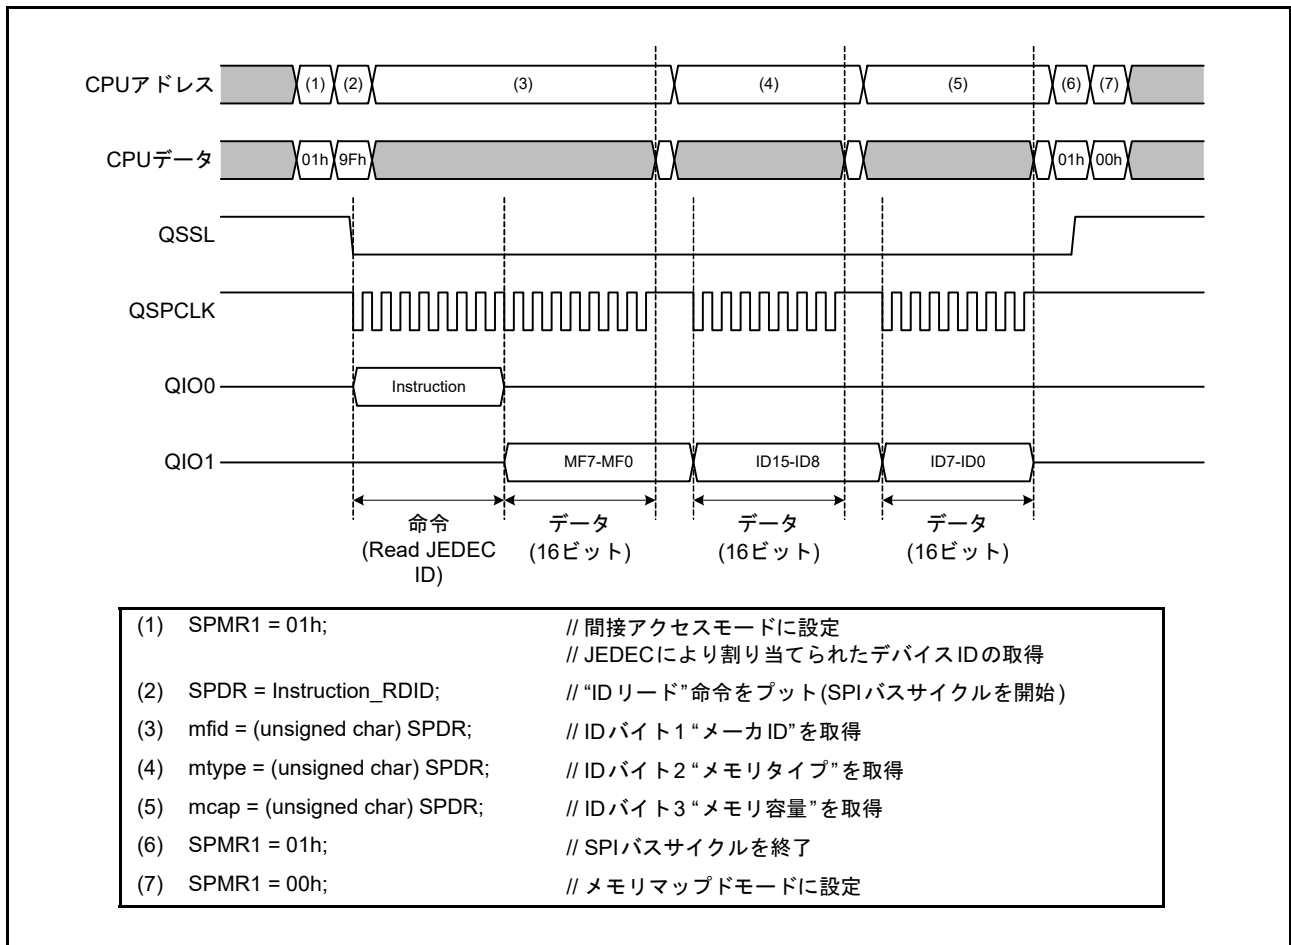 CPUアドレス (1) (2) (3) (4) (5) (6) (7)
CPUデータ 01h 9Fh 01h 00h
QSSL
QSPCLK
QIO0 Instruction
QIO1 MF7-MF0 ID15-ID8 ID7-ID0
命令 データ データ データ
(Read JEDEC (16ビット) (16ビット) (16ビット)
ID)
(1) SPMR1 = 01h; // 間接アクセスモードに設定
// JEDECにより割り当てられたデバイスIDの取得
(2) SPDR = Instruction_RDID; // “IDリード”命令をプット(SPIバスサイクルを開始)
(3) mfid = (unsigned char) SPDR; // IDバイト1 “メーカID”を取得
(4) mtype = (unsigned char) SPDR; // IDバイト2 “メモリタイプ”を取得
(5) mcap = (unsigned char) SPDR; // IDバイト3 “メモリ容量”を取得
(6) SPMR1 = 01h; // SPIバスサイクルを終了
(7) SPMR1 = 00h; // メモリマップドモードに設定